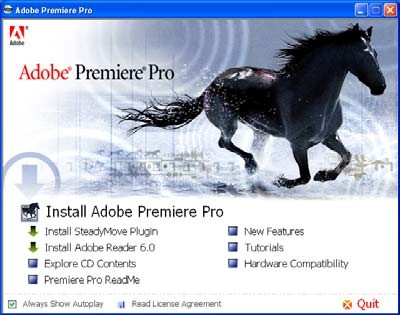 Adobe Premiere Pro
Adobe
Adobe® Premiere® Pro
Install Adobe Premiere Pro
Install SteadyMove Plugin
Install Adobe Reader 6.0
Explore CD Contents
Premiere Pro ReadMe
New Features
Tutorials
Hardware Compatibility
Always Show Autoplay
Read License Agreement
Quit